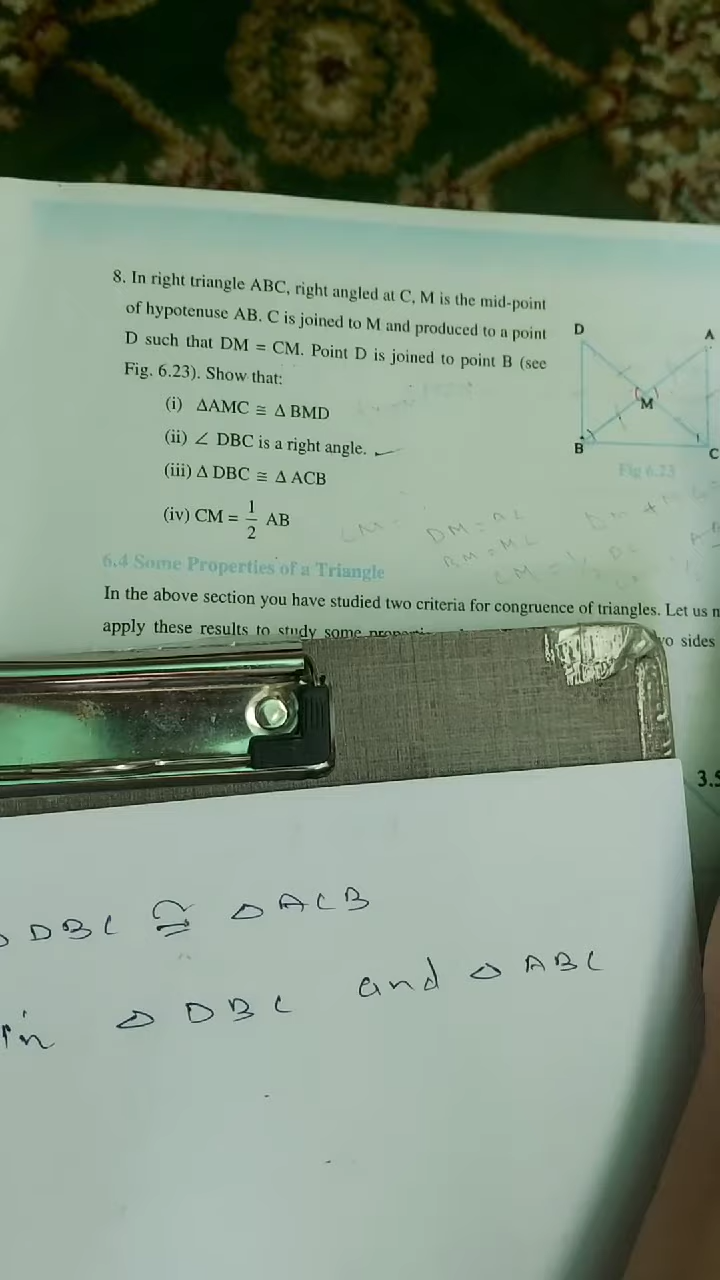 8. In right triangle ABC, right angled at C, M is the mid-point
of hypotenuse AB. C is joined to M and produced to a point
D such that DM = CM. Point D is joined to point B (see
Fig. 6.23). Show that:
(i) ΔAMC ≅ Δ BMD
(ii) ∠ DBC is a right angle.
(iii) Δ DBC ≅ Δ ACB
(iv) CM = 1/2 AB
D A
M
B C
Fig 6.23
6.4 Some Properties of a Triangle
In the above section you have studied two criteria for congruence of triangles. Let us
apply these results to study some
sides
3.5
DBC ≅ Δ ACB
in Δ DBC and Δ ABC